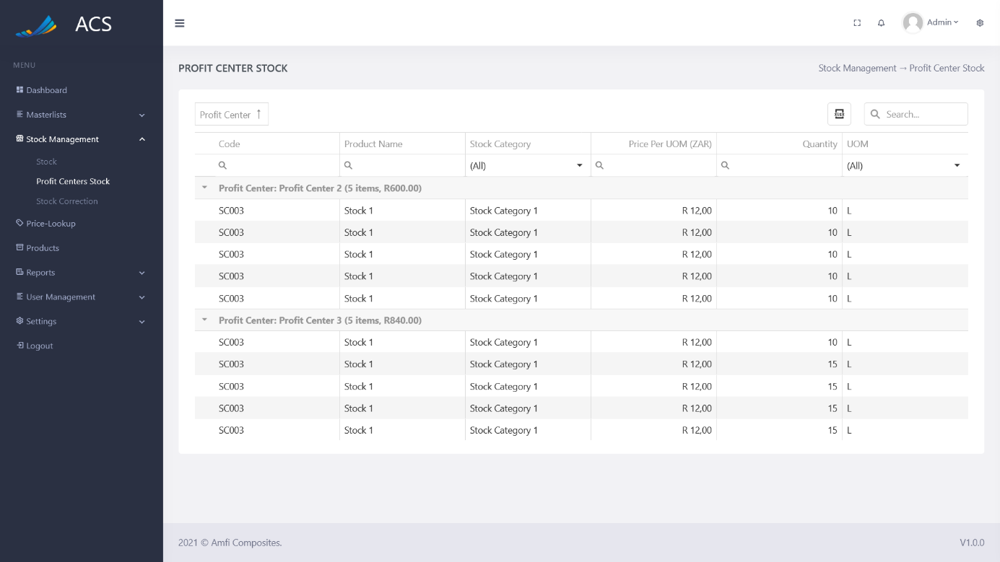 ACS
Admin
MENU
Dashboard
Masterlists
Stock Management
Stock
Profit Centers Stock
Stock Correction
Price-Lookup
Products
Reports
User Management
Settings
Logout
PROFIT CENTER STOCK
Stock Management → Profit Center Stock
Profit Center ↑
XLSX
Search...
Code Product Name Stock Category Price Per UOM (ZAR) Quantity UOM
(All) (All)
Profit Center: Profit Center 2 (5 items, R600.00)
SC003 Stock 1 Stock Category 1 R 12,00 10 L
SC003 Stock 1 Stock Category 1 R 12,00 10 L
SC003 Stock 1 Stock Category 1 R 12,00 10 L
SC003 Stock 1 Stock Category 1 R 12,00 10 L
SC003 Stock 1 Stock Category 1 R 12,00 10 L
Profit Center: Profit Center 3 (5 items, R840.00)
SC003 Stock 1 Stock Category 1 R 12,00 10 L
SC003 Stock 1 Stock Category 1 R 12,00 15 L
SC003 Stock 1 Stock Category 1 R 12,00 15 L
SC003 Stock 1 Stock Category 1 R 12,00 15 L
SC003 Stock 1 Stock Category 1 R 12,00 15 L
2021 © Amfi Composites. V1.0.0